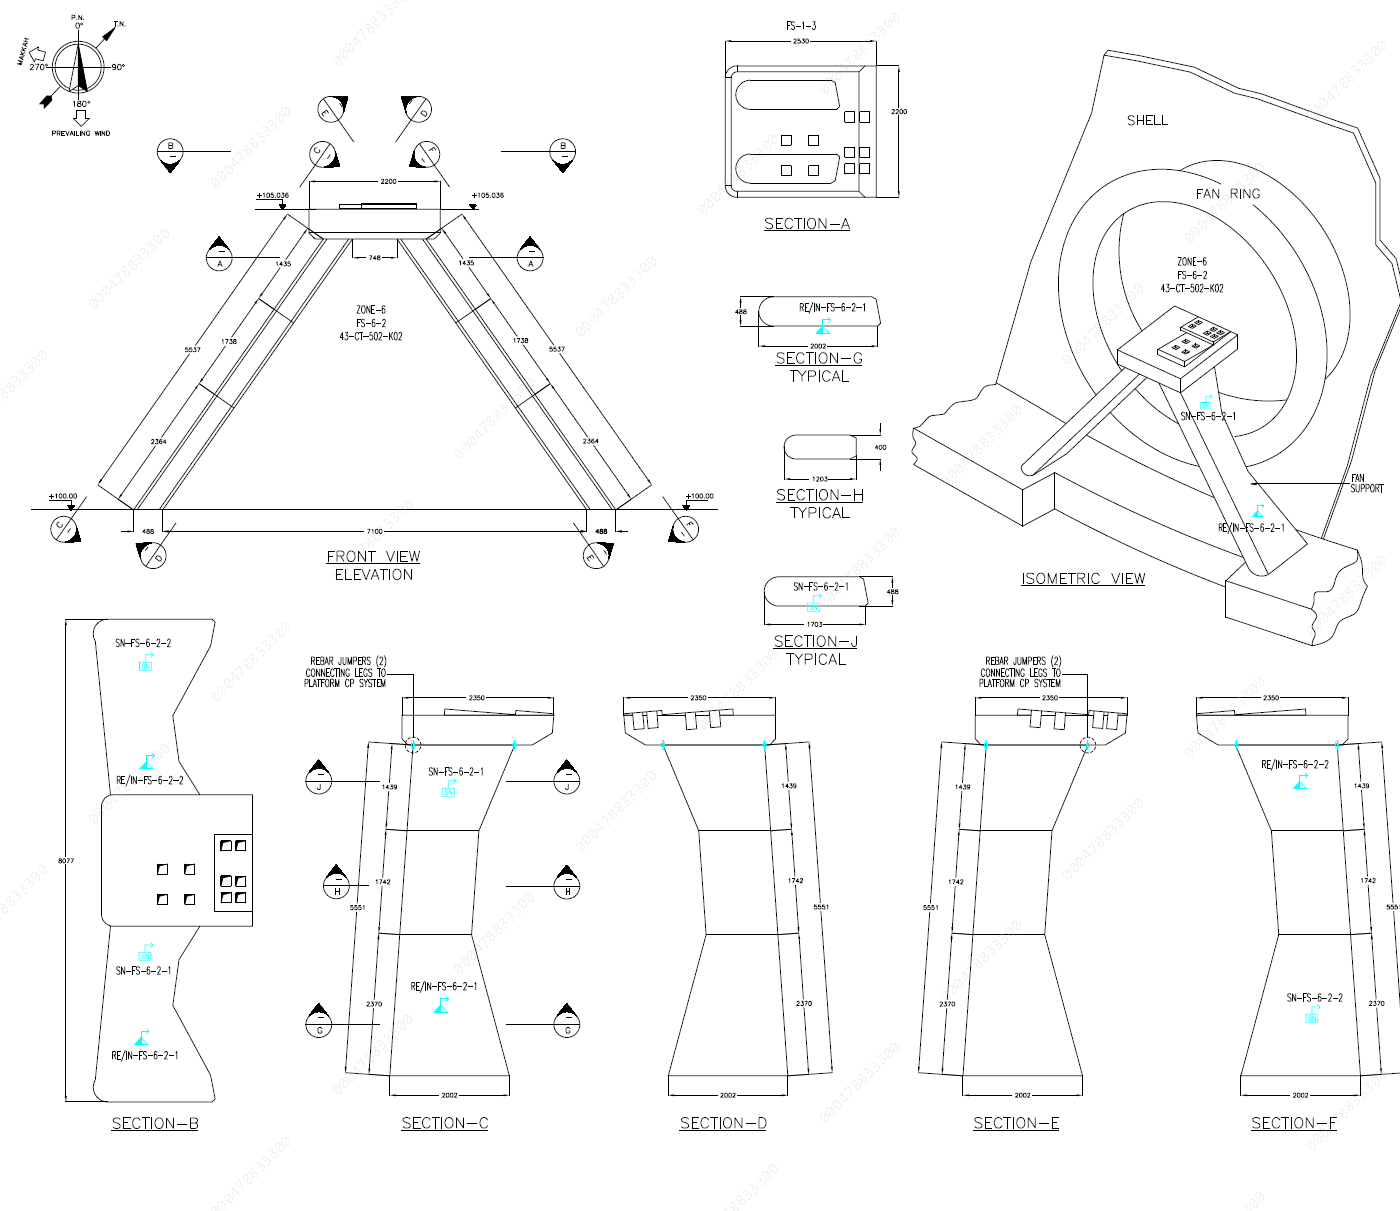 P.N.
0°
T.N.
MAKKAH
270°
90°
180°
PREVAILING WIND
B
B
E
D
C
F
2200
+105.036
+105.036
A
A
1435
748
1435
ZONE-6
FS-6-2
43-CT-502-K02
5537
1738
1738
5537
2364
2364
+100.00
+100.00
C
D
E
F
488
7100
488
FRONT VIEW
ELEVATION
FS-1-3
2530
2200
SECTION-A
RE/IN-FS-6-2-1
488
2002
SECTION-G
TYPICAL
400
1203
SECTION-H
TYPICAL
SN-FS-6-2-1
SN
488
1703
SECTION-J
TYPICAL
SHELL
FAN RING
ZONE-6
FS-6-2
43-CT-502-K02
SN
SN-FS-6-2-1
FAN
SUPPORT
RE/IN-FS-6-2-1
ISOMETRIC VIEW
SN-FS-6-2-2
SN
RE/IN-FS-6-2-2
8077
SN
SN-FS-6-2-1
RE/IN-FS-6-2-1
SECTION-B
REBAR JUMPERS (2)
CONNECTING LEGS TO
PLATFORM CP SYSTEM
2350
SN-FS-6-2-1
SN
J
J
1439
H
H
1742
5551
RE/IN-FS-6-2-1
2370
G
G
2002
SECTION-C
2350
1439
1742
5551
2370
2002
SECTION-D
REBAR JUMPERS (2)
CONNECTING LEGS TO
PLATFORM CP SYSTEM
2350
1439
1742
5551
2370
2002
SECTION-E
2350
RE/IN-FS-6-2-2
1439
1742
SN-FS-6-2-2
SN
2370
2002
SECTION-F
000478833300